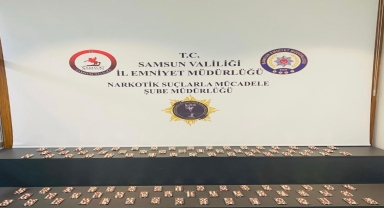 T.C.
SAMSUN VALİLİĞİ
İL EMNİYET MÜDÜRLÜĞÜ
NARKOTİK SUÇLARLA MÜCADELE
ŞUBE MÜDÜRLÜĞÜ